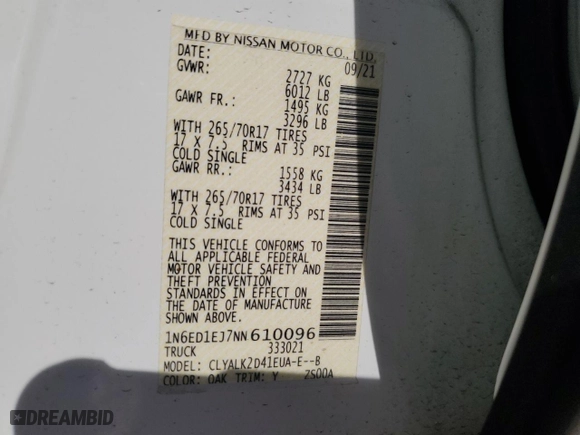 MFD BY NISSAN MOTOR CO., LTD.
DATE: 09/21
GVWR: 2727 KG
6012 LB
GAWR FR.: 1495 KG
3296 LB
WITH 265/70R17 TIRES
17 X 7.5 RIMS AT 35 PSI
COLD SINGLE
GAWR RR.: 1558 KG
3434 LB
WITH 265/70R17 TIRES
17 X 7.5 RIMS AT 35 PSI
COLD SINGLE
THIS VEHICLE CONFORMS TO
ALL APPLICABLE FEDERAL
MOTOR VEHICLE SAFETY AND
THEFT PREVENTION
STANDARDS IN EFFECT ON
THE DATE OF MANUFACTURE
SHOWN ABOVE.
1N6ED1EJ7NN610096
TRUCK 333021
MODEL: CLYALK2D41EUA-E--B
COLOR: QAK TRIM: Y ZS00A
DREAMBID